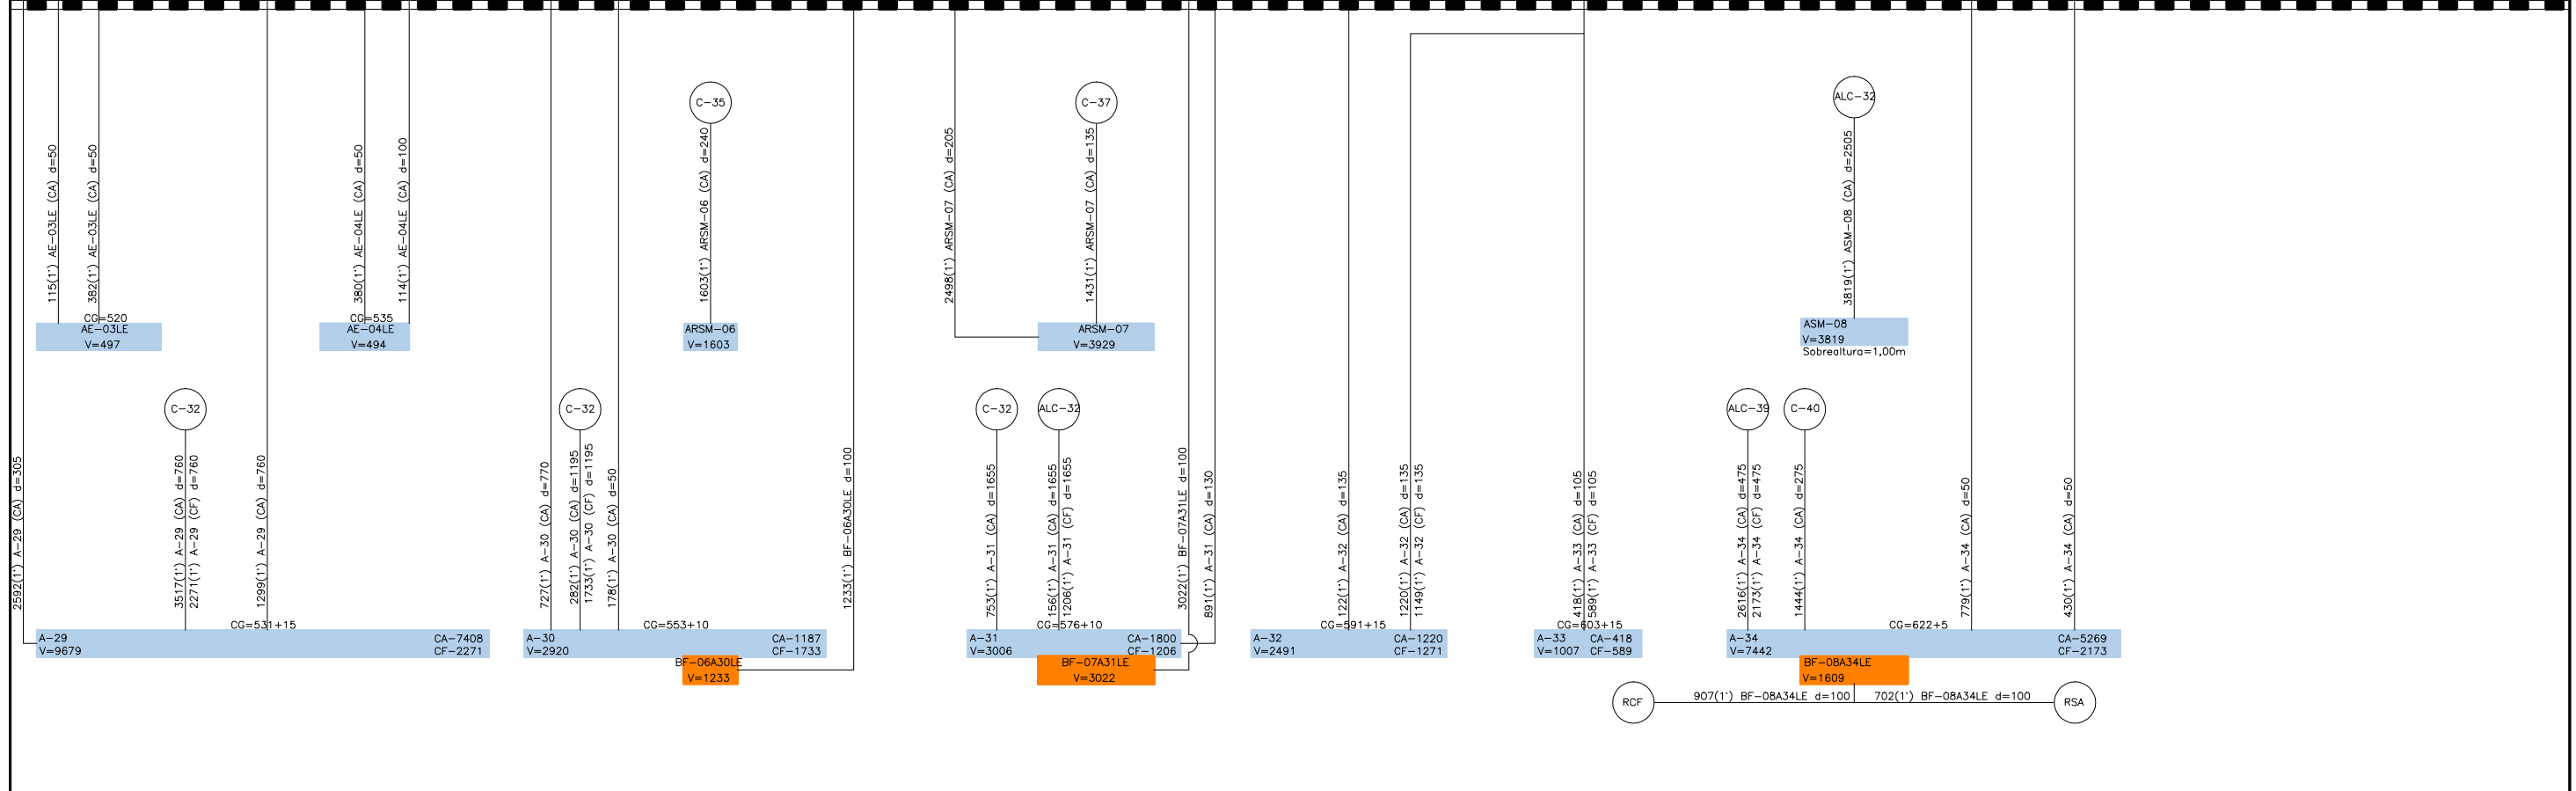 C-35
C-37
ALC-32
115(1') AE-03LE (CA) d=50
382(1') AE-03LE (CA) d=50
380(1') AE-04LE (CA) d=50
114(1') AE-04LE (CA) d=100
1603(1') ARSM-06 (CA) d=240
2498(1') ARSM-07 (CA) d=205
1431(1') ARSM-07 (CA) d=135
3819(1') ASM-08 (CA) d=2505
CG=520
AE-03LE
V=497
CG=535
AE-04LE
V=494
ARSM-06
V=1603
ARSM-07
V=3929
ASM-08
V=3819
Sobrealtura=1,00m
C-32
C-32
C-32
ALC-32
ALC-39
C-40
2592(1') A-29 (CA) d=305
3517(1') A-29 (CA) d=760
2271(1') A-29 (CF) d=760
1299(1') A-29 (CA) d=760
727(1') A-30 (CA) d=770
282(1') A-30 (CA) d=1195
1733(1') A-30 (CF) d=1195
178(1') A-30 (CA) d=50
1233(1') BF-06A30LE d=100
753(1') A-31 (CA) d=1655
156(1') A-31 (CA) d=1655
1206(1') A-31 (CF) d=1655
3022(1') BF-07A31LE d=100
891(1') A-31 (CA) d=130
122(1') A-32 (CA) d=135
1220(1') A-32 (CA) d=135
1149(1') A-32 (CF) d=135
418(1') A-33 (CA) d=105
589(1') A-33 (CF) d=105
2616(1') A-34 (CA) d=475
2173(1') A-34 (CF) d=475
1444(1') A-34 (CA) d=275
779(1') A-34 (CA) d=50
430(1') A-34 (CA) d=50
CG=531+15
A-29 CA-7408
V=9679 CF-2271
CG=553+10
A-30 CA-1187
V=2920 CF-1733
BF-06A30LE
V=1233
CG=576+10
A-31 CA-1800
V=3006 CF-1206
BF-07A31LE
V=3022
CG=591+15
A-32 CA-1220
V=2491 CF-1271
CG=603+15
A-33 CA-418
V=1007 CF-589
CG=622+5
A-34 CA-5269
V=7442 CF-2173
BF-08A34LE
V=1609
RCF
907(1') BF-08A34LE d=100
702(1') BF-08A34LE d=100
RSA